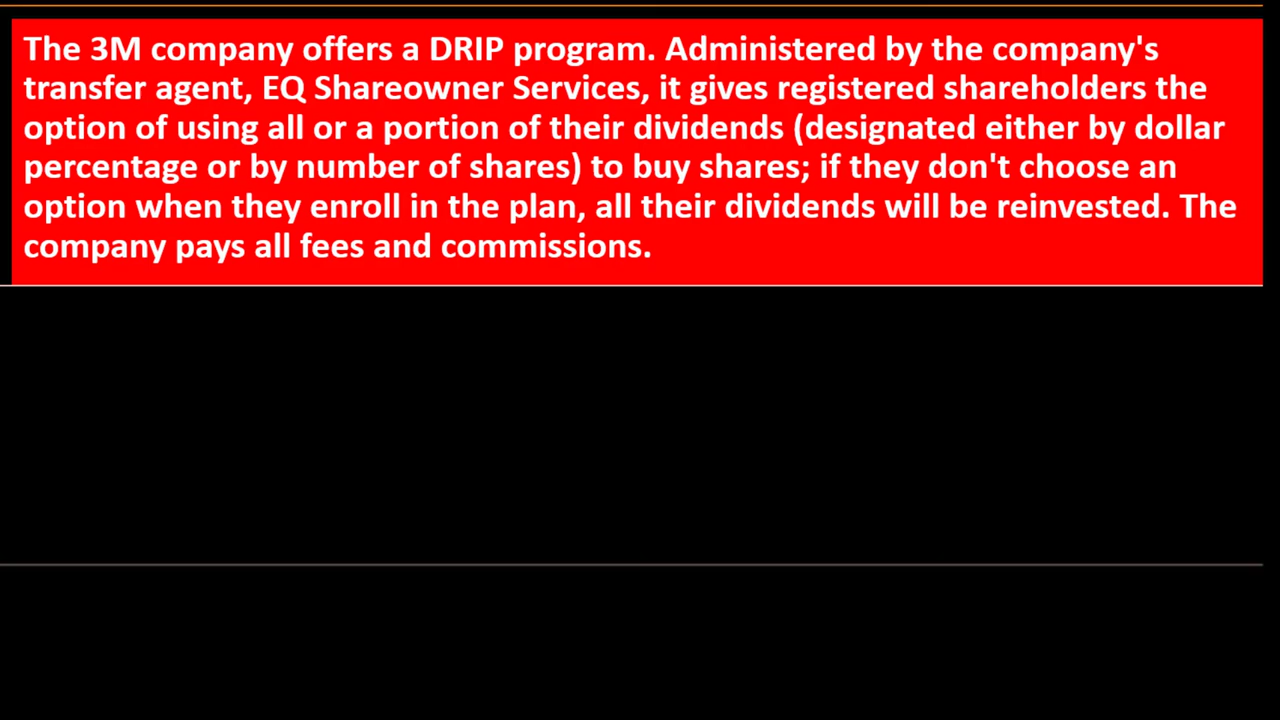 The 3M company offers a DRIP program. Administered by the company's
transfer agent, EQ Shareowner Services, it gives registered shareholders the
option of using all or a portion of their dividends (designated either by dollar
percentage or by number of shares) to buy shares; if they don't choose an
option when they enroll in the plan, all their dividends will be reinvested. The
company pays all fees and commissions.